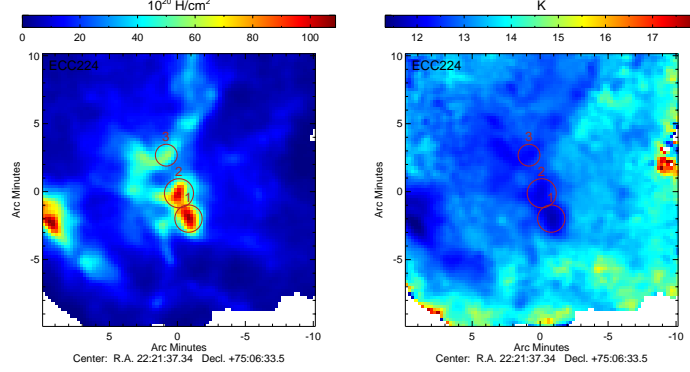 10²⁰ H/cm²
0 20 40 60 80 100
ECC224
3
2
1
10
5
0
-5
Arc Minutes
5 0 -5 -10
Arc Minutes
Center: R.A. 22:21:37.34 Decl. +75:06:33.5
K
12 13 14 15 16 17
ECC224
3
2
1
10
5
0
-5
Arc Minutes
5 0 -5 -10
Arc Minutes
Center: R.A. 22:21:37.34 Decl. +75:06:33.5